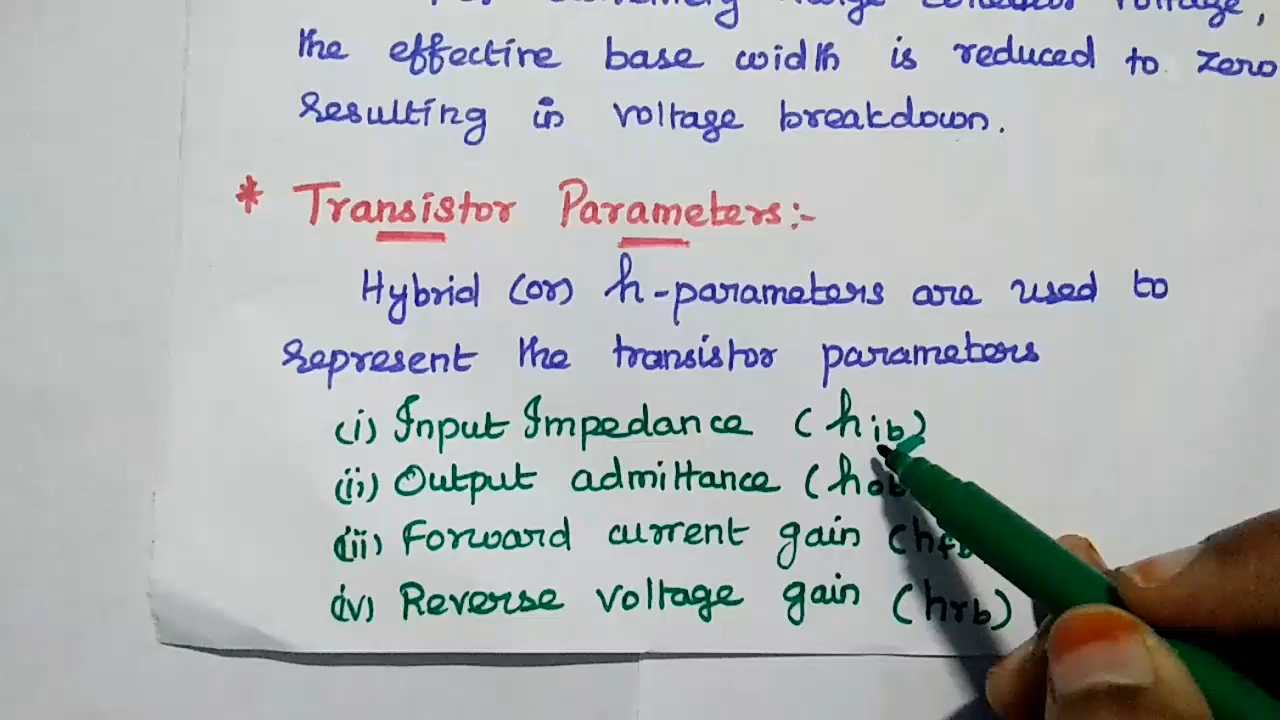 the effective base width is reduced to zero
resulting in voltage breakdown.
* Transistor Parameters:-
Hybrid (or) h-parameters are used to
represent the transistor parameters
(i) Input Impedance (hib)
(ii) Output admittance (hob
(iii) Forward current gain (hfb)
(iv) Reverse voltage gain (hrb)